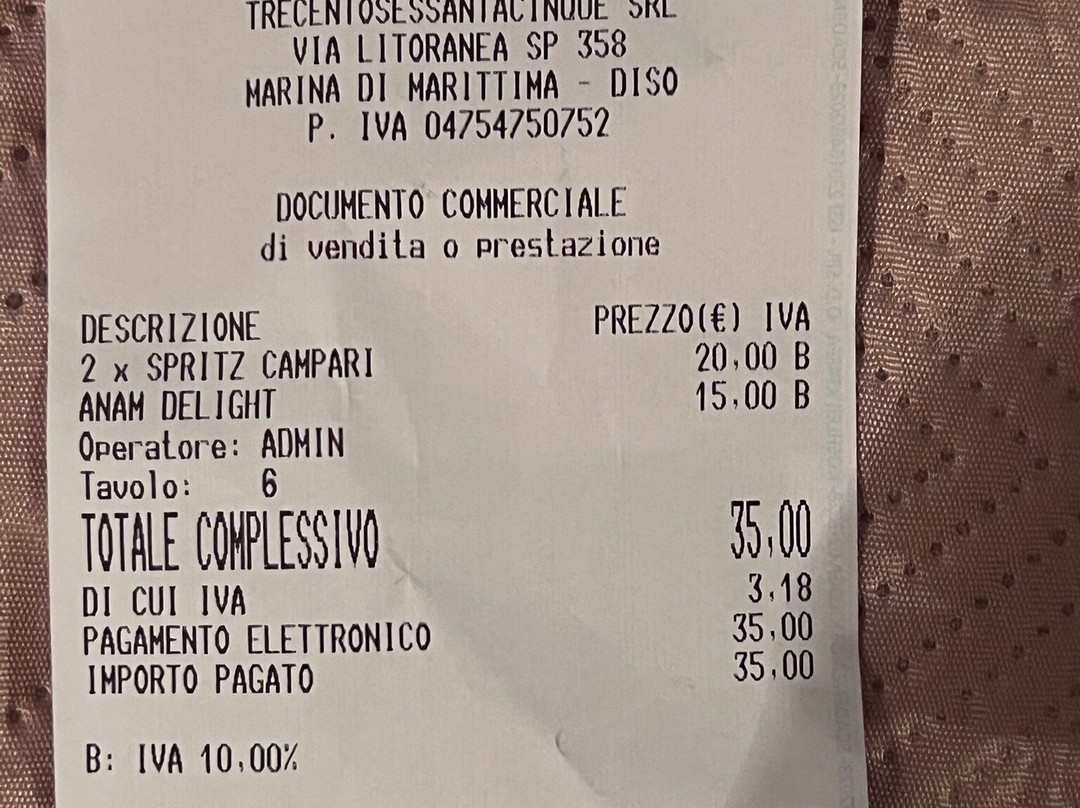 TRECENTOSESSANTACINQUE SRL
VIA LITORANEA SP 358
MARINA DI MARITTIMA - DISO
P. IVA 04754750752
DOCUMENTO COMMERCIALE
di vendita o prestazione
DESCRIZIONE PREZZO(€) IVA
2 x SPRITZ CAMPARI 20,00 B
ANAM DELIGHT 15,00 B
Operatore: ADMIN
Tavolo: 6
TOTALE COMPLESSIVO 35,00
DI CUI IVA 3,18
PAGAMENTO ELETTRONICO 35,00
IMPORTO PAGATO 35,00
B: IVA 10,00%